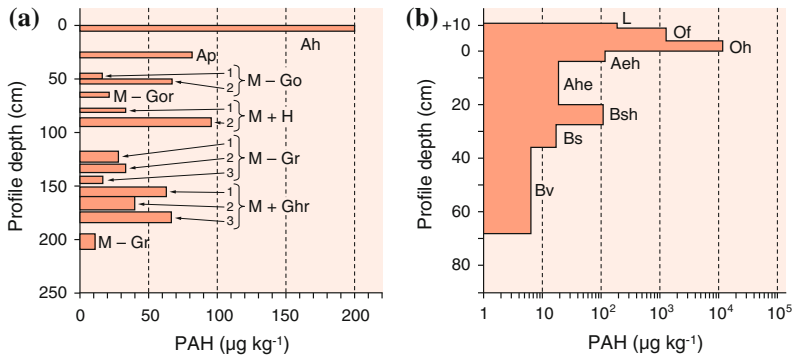 (a)
Profile depth (cm)
0
50
100
150
200
250
Ah
Ap
1
2
M – Go
M – Gor
1
2
M + H
1
2
3
M – Gr
1
2
3
M + Ghr
M – Gr
0 50 100 150 200
PAH (µg kg⁻¹)
(b)
Profile depth (cm)
+10
0
20
40
60
80
L
Of
Oh
Aeh
Ahe
Bsh
Bs
Bv
1 10 10² 10³ 10⁴ 10⁵
PAH (µg kg⁻¹)